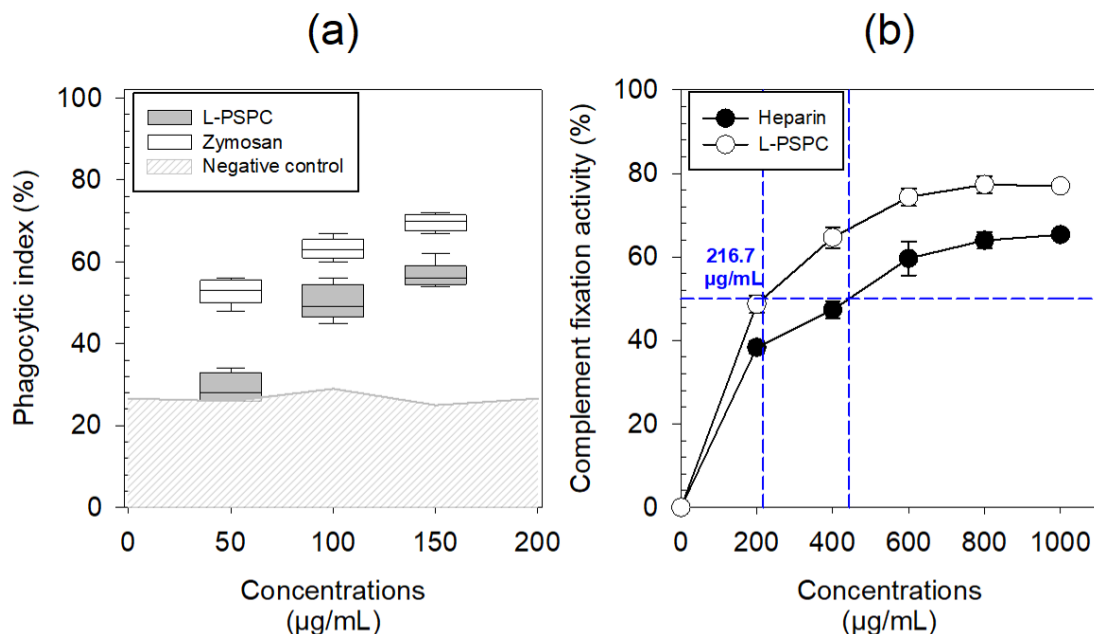 (a)
100
80
60
40
20
0
Phagocytic index (%)
L-PSPC
Zymosan
Negative control
0 50 100 150 200
Concentrations
(µg/mL)
(b)
100
80
60
40
20
0
Complement fixation activity (%)
Heparin
L-PSPC
216.7
µg/mL
0 200 400 600 800 1000
Concentrations
(µg/mL)